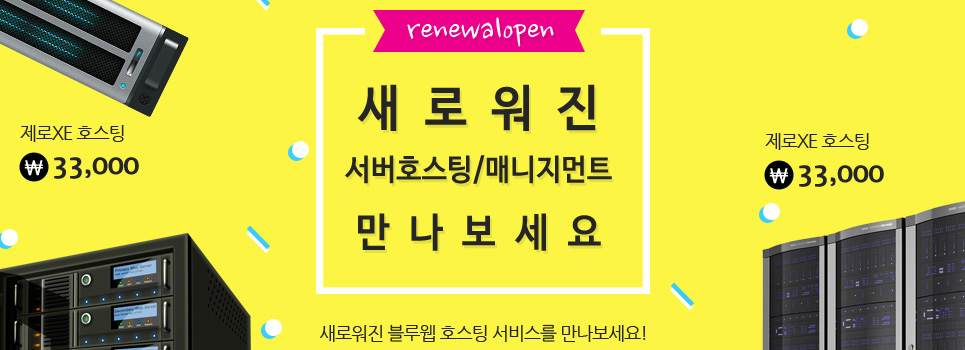 renewalopen
새로워진
서버호스팅/매니지먼트
만나보세요
새로워진 블루웹 호스팅 서비스를 만나보세요!
제로XE 호스팅
₩ 33,000
제로XE 호스팅
₩ 33,000